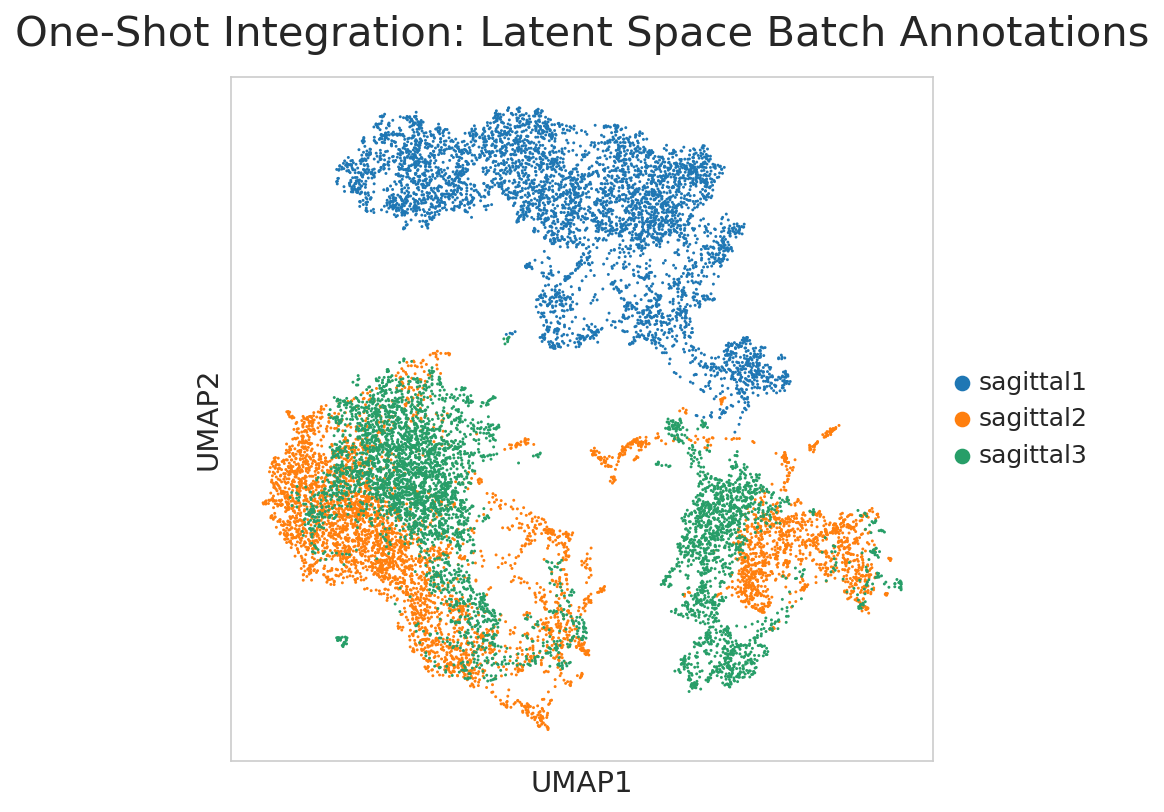 One-Shot Integration: Latent Space Batch Annotations
UMAP2
sagittal1
sagittal2
sagittal3
UMAP1